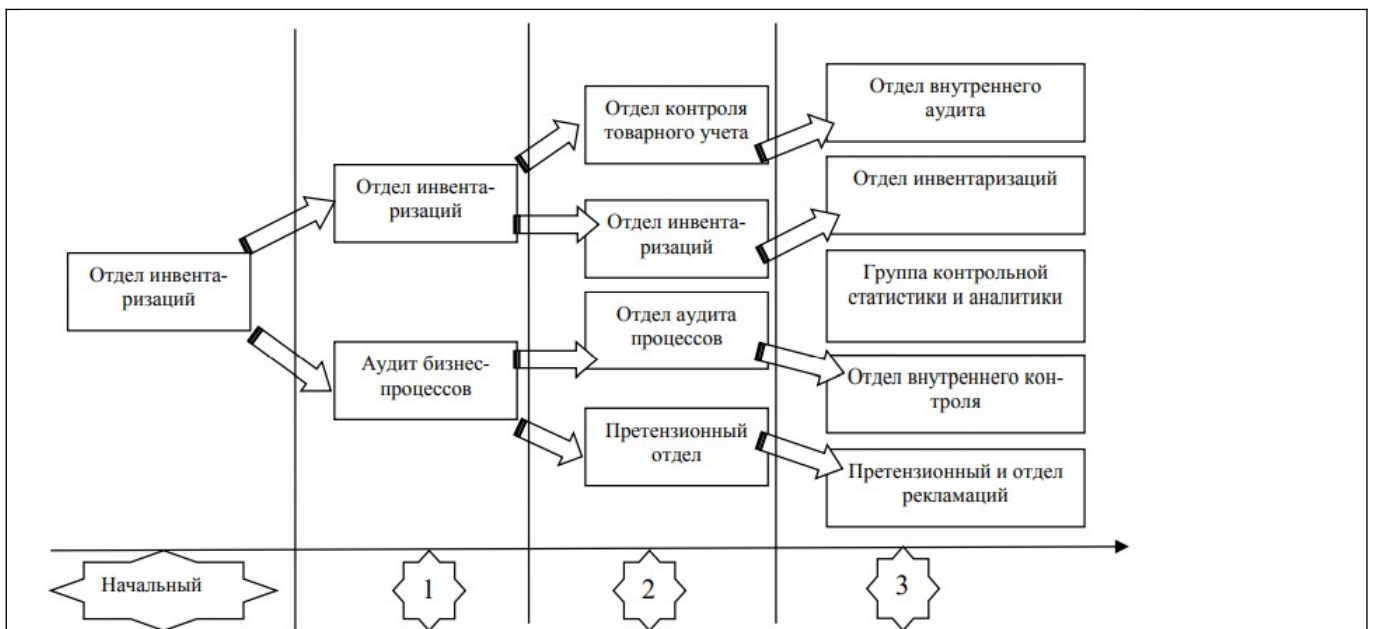 Отдел инвента-
ризаций
Отдел инвента-
ризаций
Аудит бизнес-
процессов
Отдел контроля
товарного учета
Отдел инвента-
ризаций
Отдел аудита
процессов
Претензионный
отдел
Отдел внутреннего
аудита
Отдел инвентаризаций
Группа контрольной
статистики и аналитики
Отдел внутреннего кон-
троля
Претензионный и отдел
рекламаций
Начальный
1
2
3